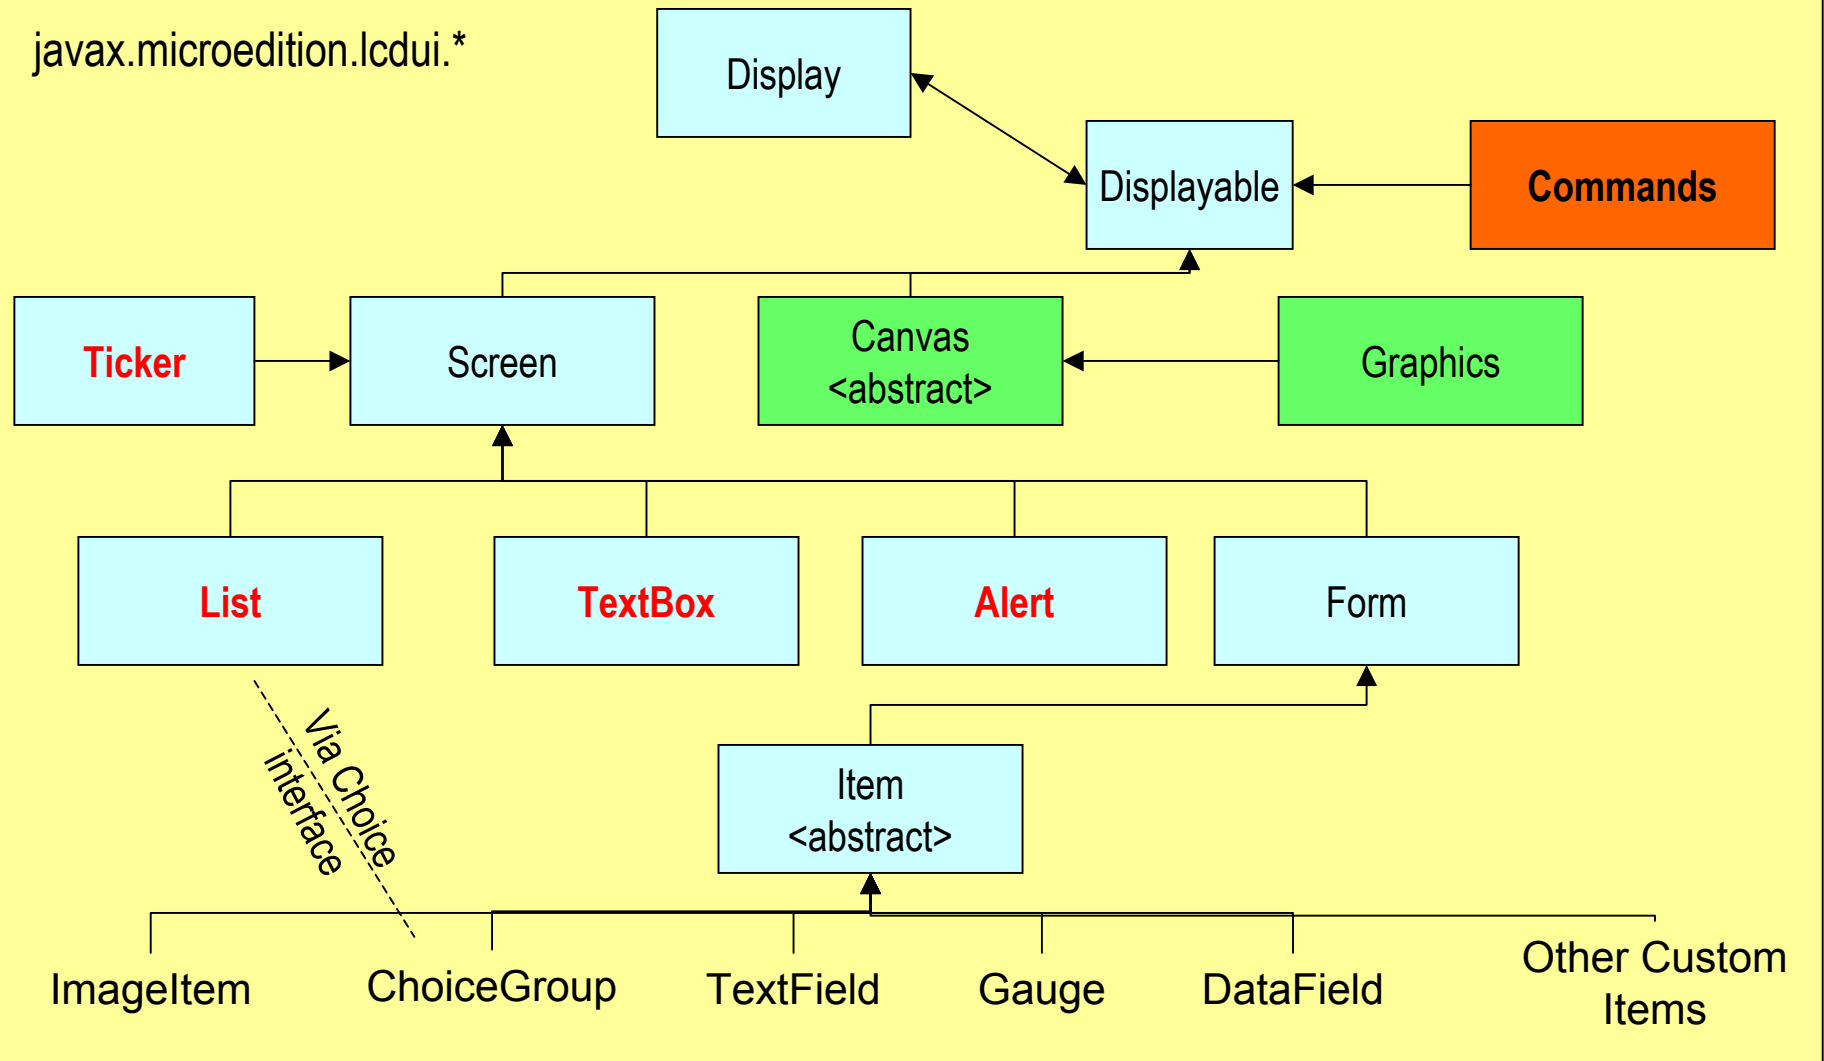 javax.microedition.lcdui.*
Display
Displayable
Commands
Ticker
Screen
Canvas
<abstract>
Graphics
List
TextBox
Alert
Form
Via Choice
interface
Item
<abstract>
ImageItem
ChoiceGroup
TextField
Gauge
DataField
Other Custom
Items